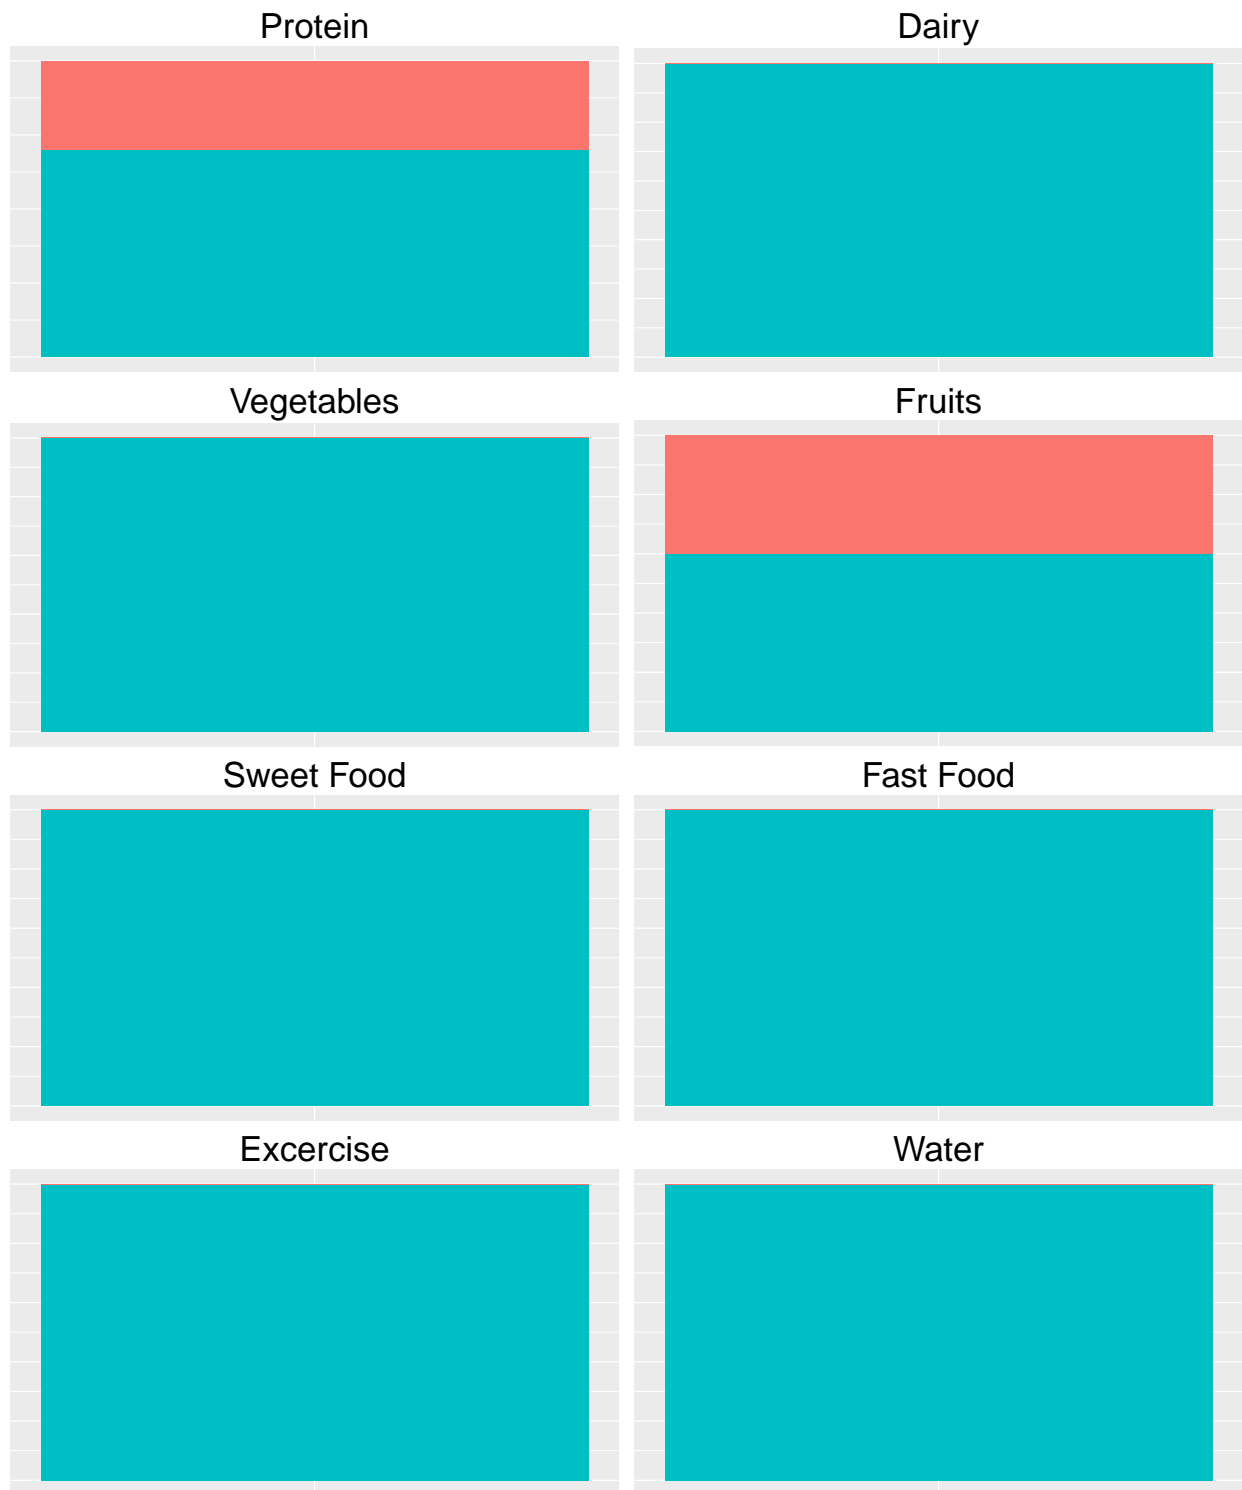 Protein
Dairy
Vegetables
Fruits
Sweet Food
Fast Food
Excercise
Water